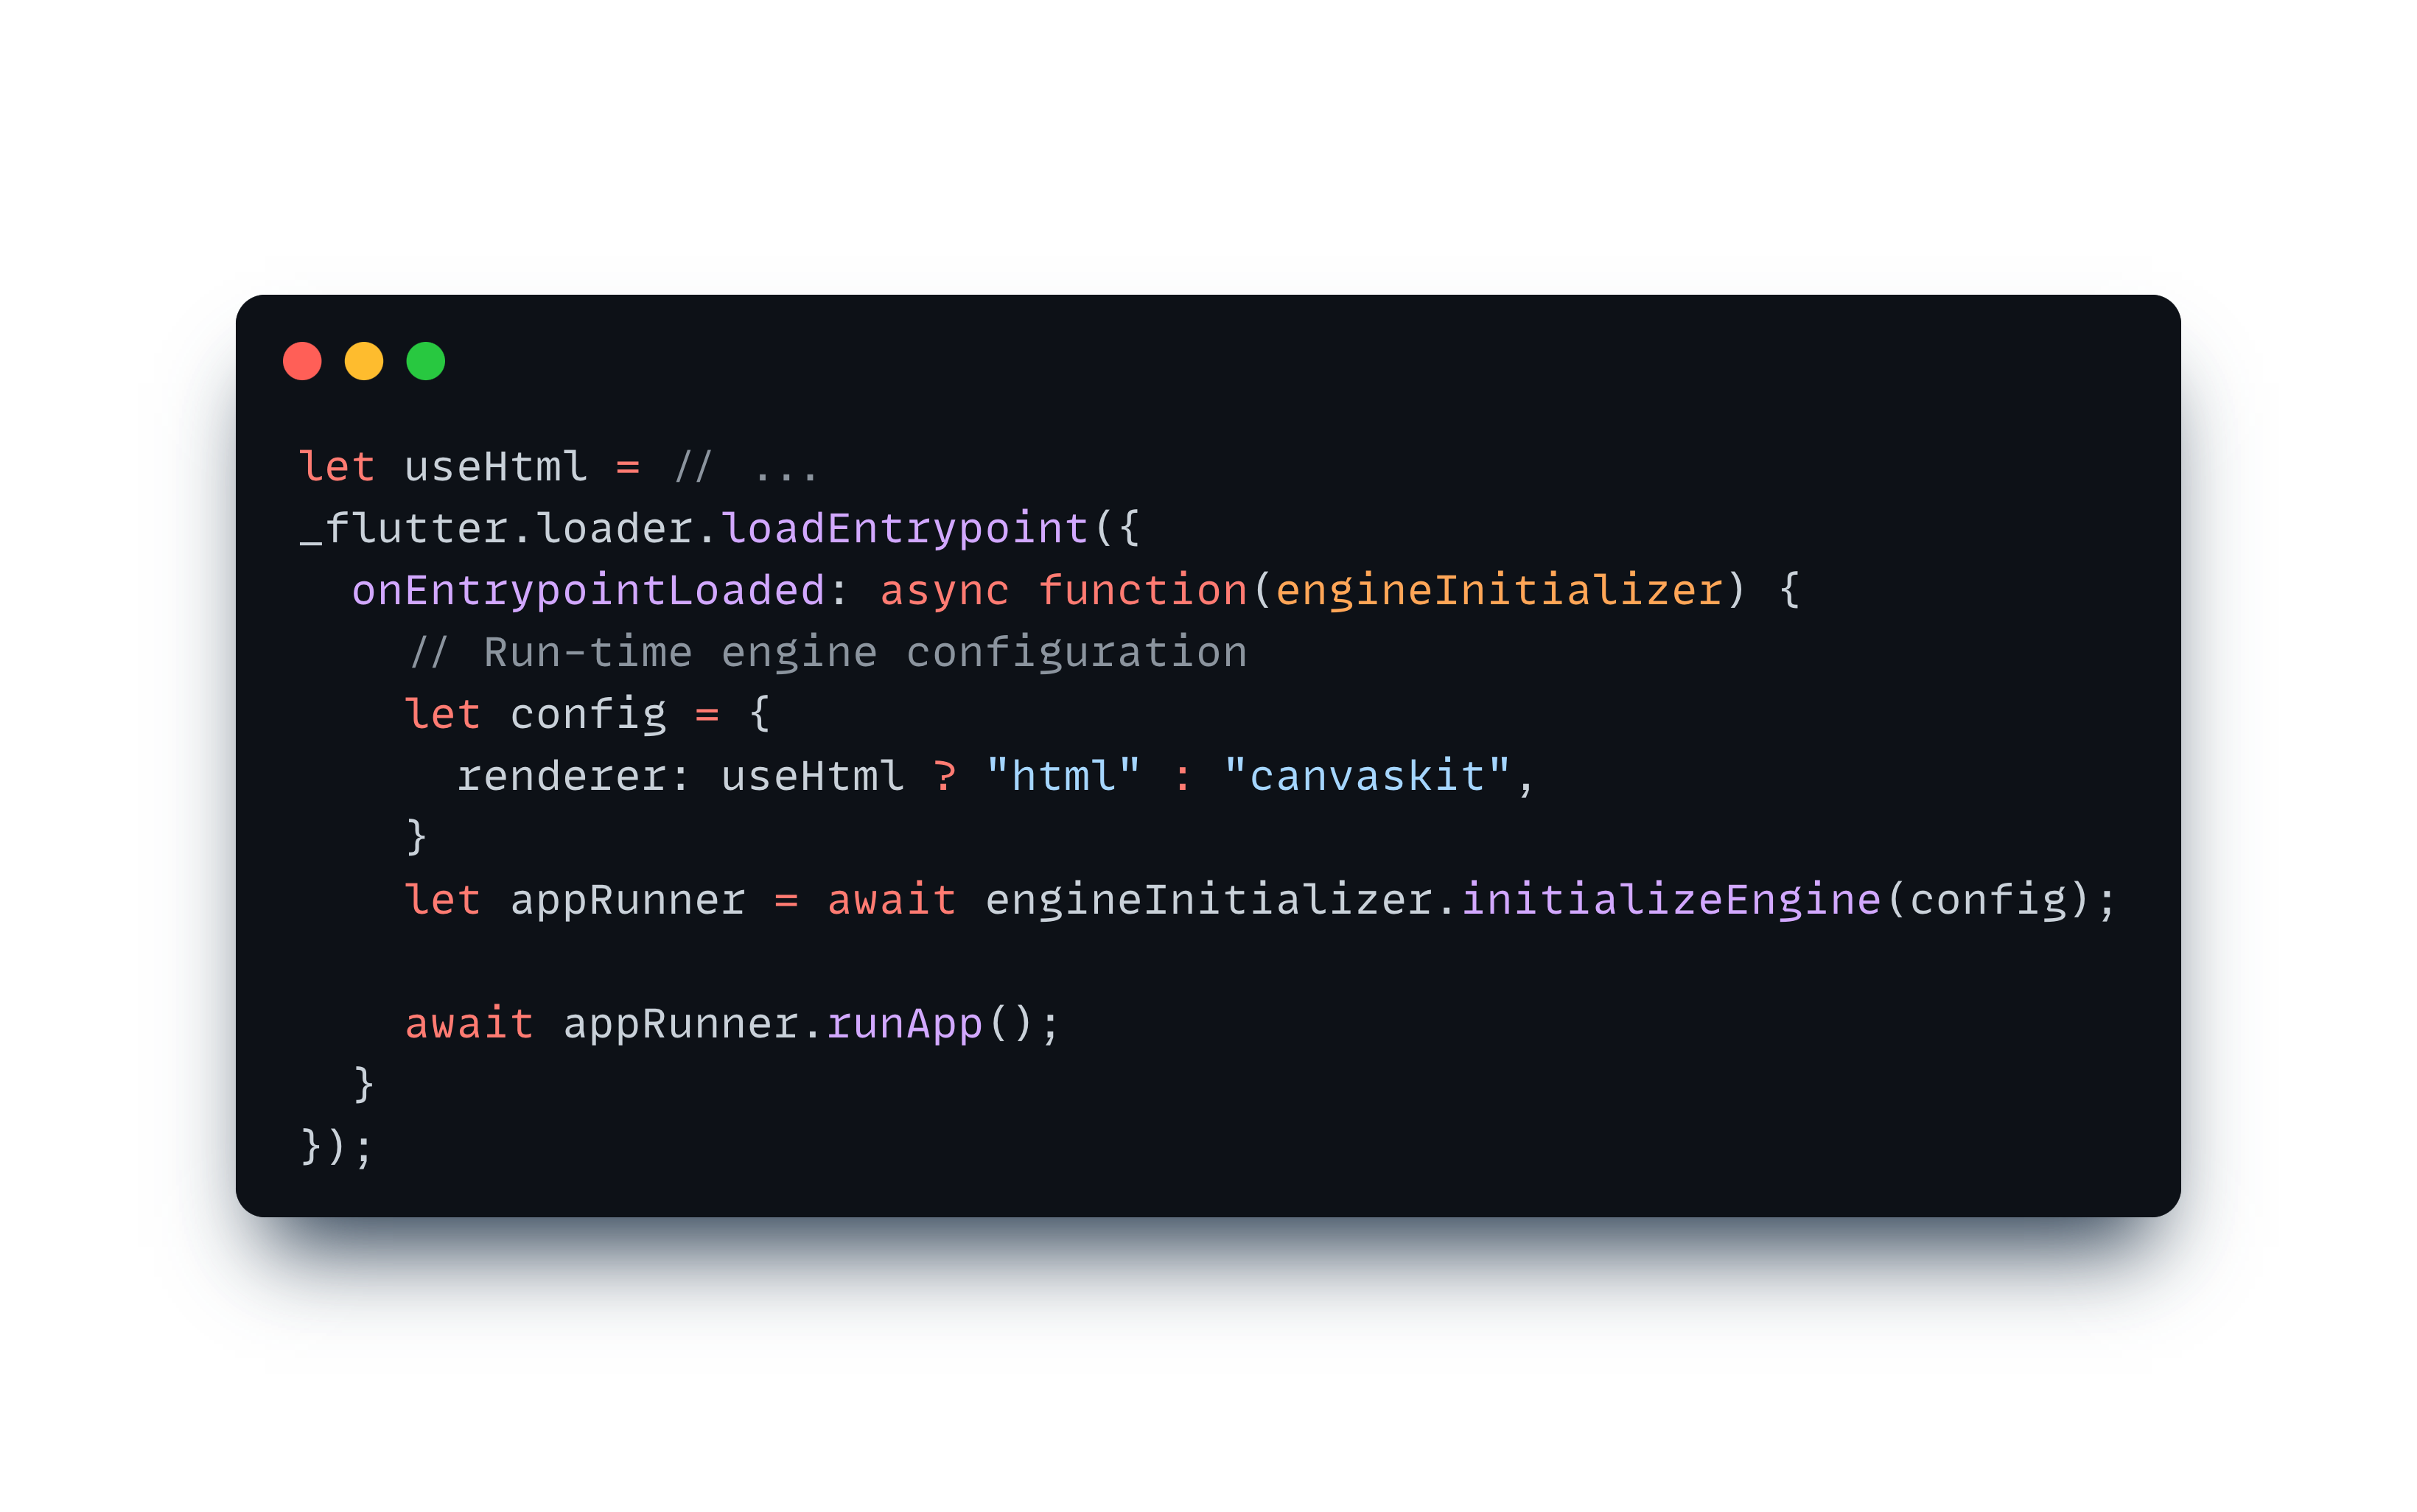 let useHtml = // ...
_flutter.loader.loadEntrypoint({
  onEntrypointLoaded: async function(engineInitializer) {
    // Run-time engine configuration
    let config = {
      renderer: useHtml ? "html" : "canvaskit",
    }
    let appRunner = await engineInitializer.initializeEngine(config);

    await appRunner.runApp();
  }
});